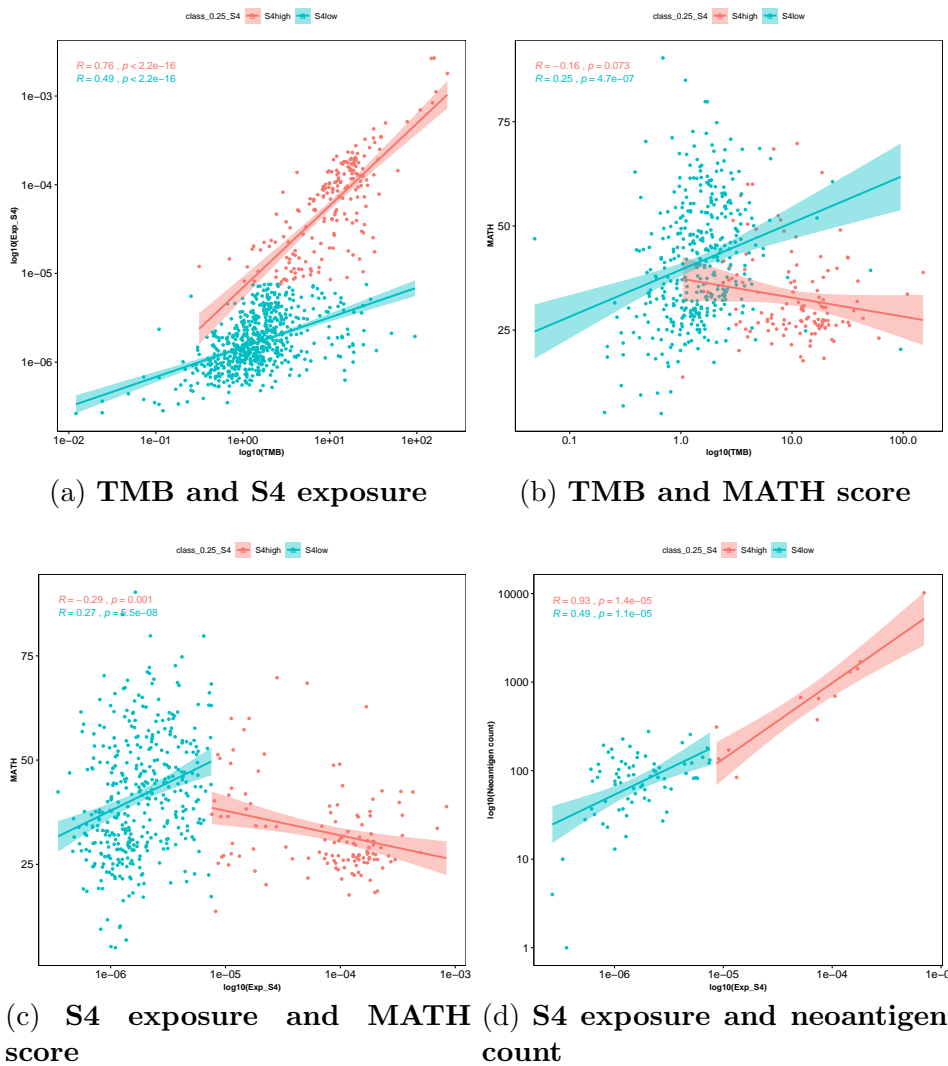 class_0.25_S4 S4high S4low
R = 0.76 , p < 2.2e−16
R = 0.49 , p < 2.2e−16
1e−03
1e−04
1e−05
1e−06
log10(Exp_S4)
1e−02 1e−01 1e+00 1e+01 1e+02
log10(TMB)
(a) TMB and S4 exposure
class_0.25_S4 S4high S4low
R = −0.16 , p = 0.073
R = 0.25 , p = 4.7e−07
75
50
25
MATH
0.1 1.0 10.0 100.0
log10(TMB)
(b) TMB and MATH score
class_0.25_S4 S4high S4low
R = −0.29 , p = 0.001
R = 0.27 , p = 5.5e−08
75
50
25
MATH
1e−06 1e−05 1e−04 1e−03
log10(Exp_S4)
(c) S4 exposure and MATH
score
class_0.25_S4 S4high S4low
R = 0.93 , p = 1.4e−05
R = 0.49 , p = 1.1e−05
10000
1000
100
10
1
log10(Neoantigen count)
1e−06 1e−05 1e−04
log10(Exp_S4)
(d) S4 exposure and neoantigen
count